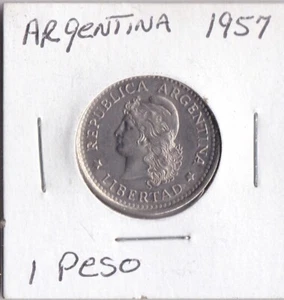 ARgeNTINA 1957
REPUBLICA ARGENTINA
LIBERTAD
1 Peso